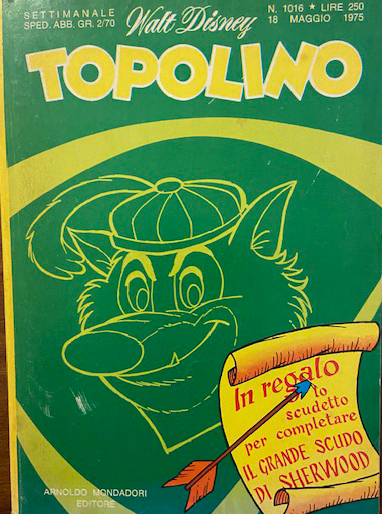 SETTIMANALE
SPED. ABB. GR. 2/70
Walt Disney
N. 1016 ★ LIRE 250
18 MAGGIO 1975
TOPOLINO
In regalo
lo
scudetto
per completare
IL GRANDE SCUDO
DI SHERWOOD
ARNOLDO MONDADORI
EDITORE